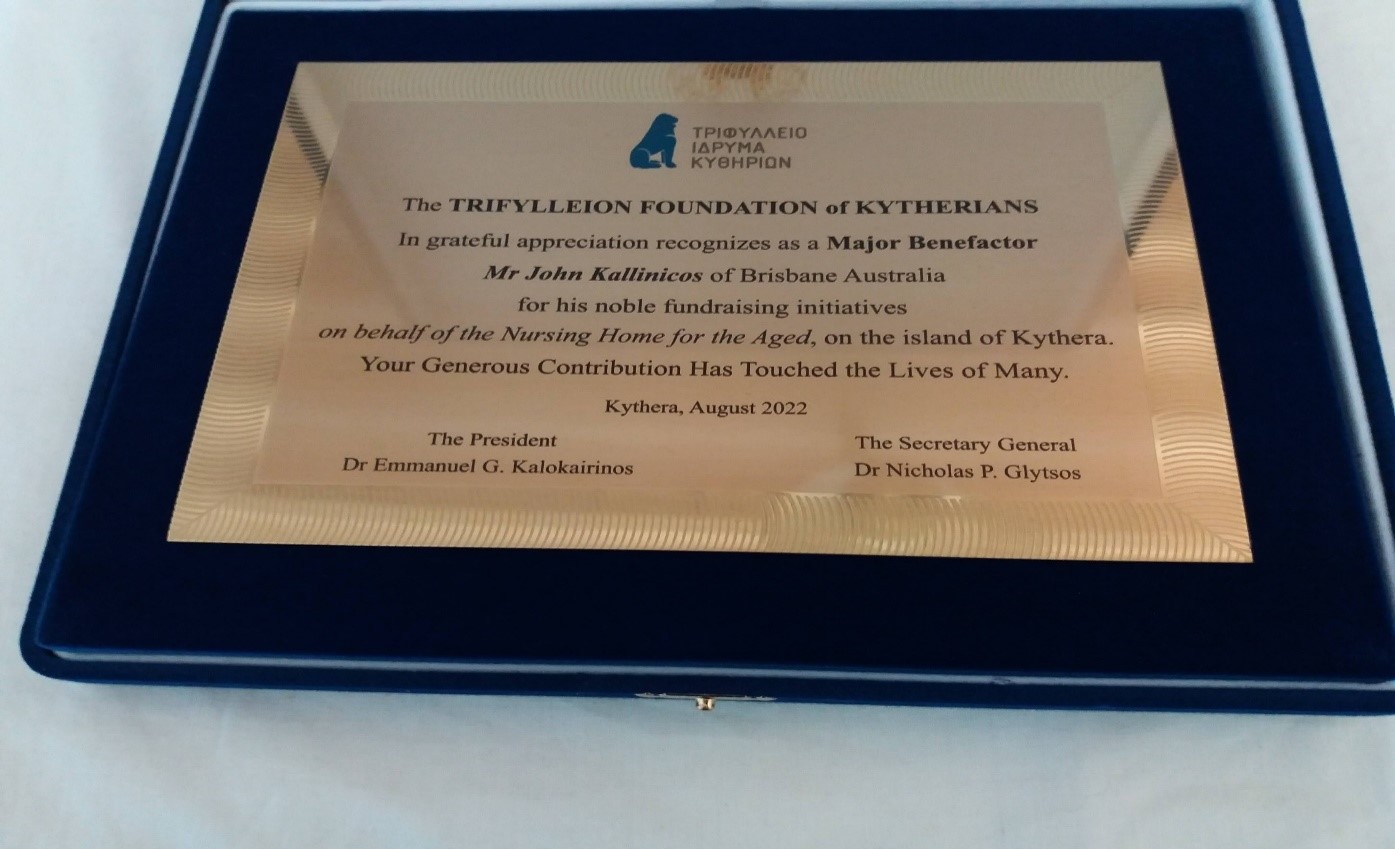 ΤΡΙΦΥΛΛΕΙΟ
ΙΔΡΥΜΑ
ΚΥΘΗΡΙΩΝ
The TRIFYLLEION FOUNDATION of KYTHERIANS
In grateful appreciation recognizes as a Major Benefactor
Mr John Kallinicos of Brisbane Australia
for his noble fundraising initiatives
on behalf of the Nursing Home for the Aged, on the island of Kythera.
Your Generous Contribution Has Touched the Lives of Many.
Kythera, August 2022
The President
Dr Emmanuel G. Kalokairinos
The Secretary General
Dr Nicholas P. Glytsos